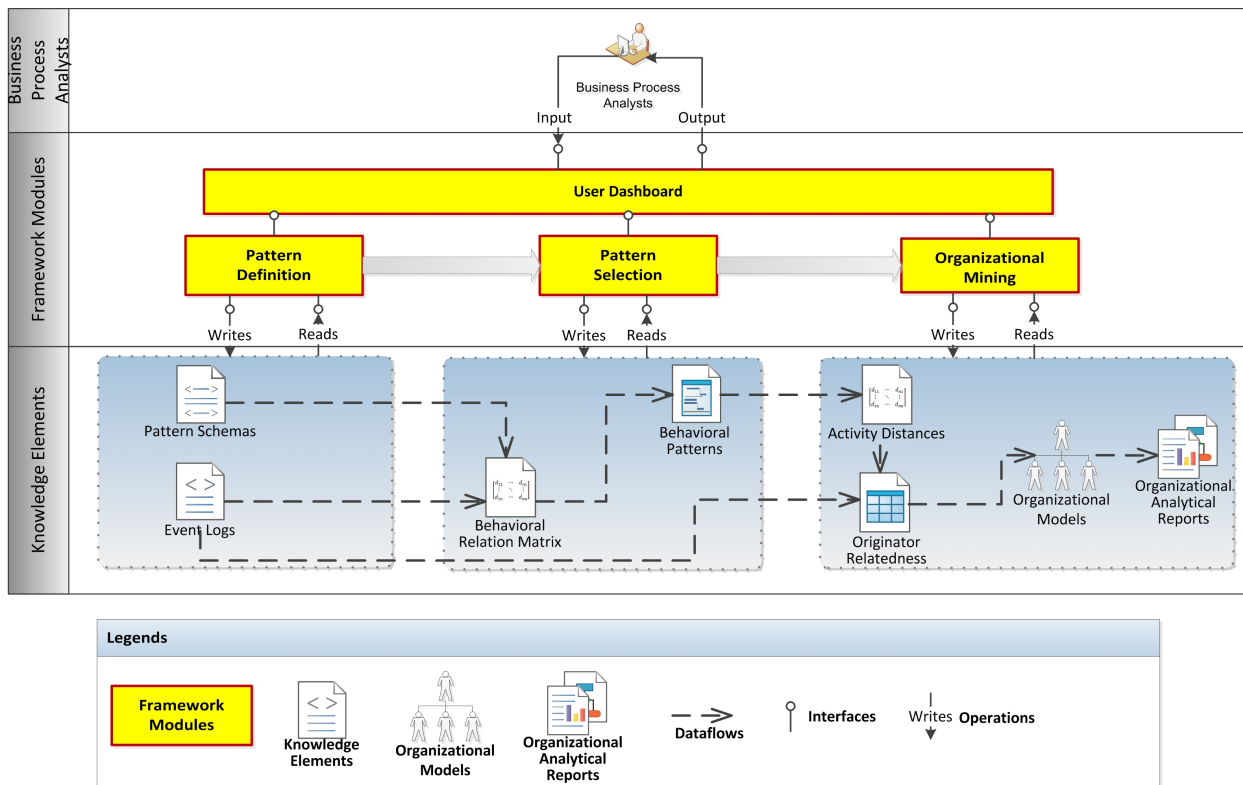 Business
Process
Analysts
Business Process
Analysts
Input
Output
Framework Modules
User Dashboard
Pattern
Definition
Pattern
Selection
Organizational
Mining
Writes
Reads
Writes
Reads
Writes
Reads
Knowledge Elements
Pattern Schemas
Event Logs
Behavioral
Relation Matrix
Behavioral
Patterns
Activity Distances
Originator
Relatedness
Organizational
Models
Organizational
Analytical
Reports
Legends
Framework
Modules
Knowledge
Elements
Organizational
Models
Organizational
Analytical
Reports
Dataflows
Interfaces
Writes
Operations